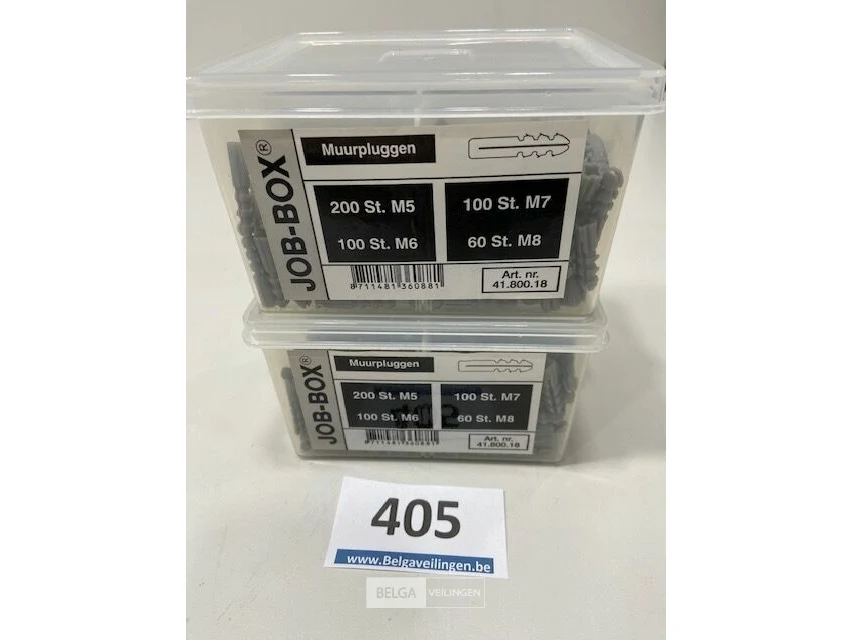 JOB-BOX®
Muurpluggen
200 St. M5
100 St. M7
100 St. M6
60 St. M8
8711481360881
Art. nr.
41.800.18
JOB-BOX®
Muurpluggen
200 St. M5
100 St. M7
100 St. M6
60 St. M8
8711481360881
Art. nr.
41.800.18
405
www.Belgaveilingen.be
BELGA VEILINGEN